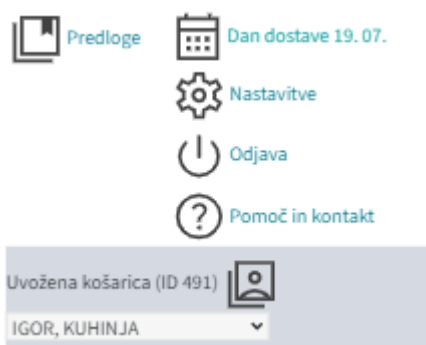 Predloge
Dan dostave 19. 07.
Nastavitve
Odjava
Pomoč in kontakt
Uvožena košarica (ID 491)
IGOR, KUHINJA